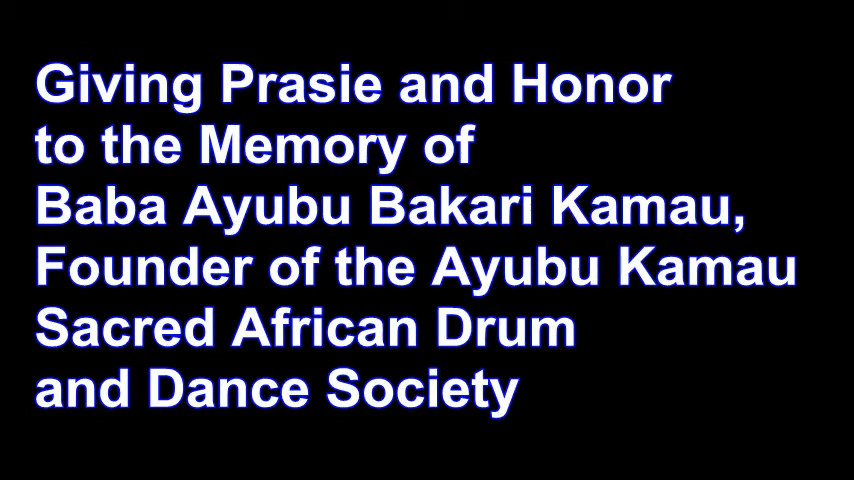 Giving Prasie and Honor
to the Memory of
Baba Ayubu Bakari Kamau,
Founder of the Ayubu Kamau
Sacred African Drum
and Dance Society